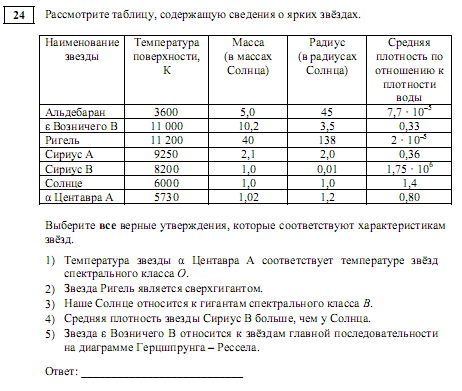 24 Рассмотрите таблицу, содержащую сведения о ярких звёздах.
Наименование звезды | Температура поверхности, К | Масса (в массах Солнца) | Радиус (в радиусах Солнца) | Средняя плотность по отношению к плотности воды
Альдебаран | 3600 | 5,0 | 45 | 7,7 · 10⁻⁵
ε Возничего В | 11 000 | 10,2 | 3,5 | 0,33
Ригель | 11 200 | 40 | 138 | 2 · 10⁻⁵
Сириус А | 9250 | 2,1 | 2,0 | 0,36
Сириус В | 8200 | 1,0 | 0,01 | 1,75 · 10⁶
Солнце | 6000 | 1,0 | 1,0 | 1,4
α Центавра А | 5730 | 1,02 | 1,2 | 0,80
Выберите все верные утверждения, которые соответствуют характеристикам
звёзд.
1) Температура звезды α Центавра А соответствует температуре звёзд
спектрального класса O.
2) Звезда Ригель является сверхгигантом.
3) Наше Солнце относится к гигантам спектрального класса B.
4) Средняя плотность звезды Сириус В больше, чем у Солнца.
5) Звезда ε Возничего В относится к звёздам главной последовательности
на диаграмме Герцшпрунга – Рессела.
Ответ: ___________________________